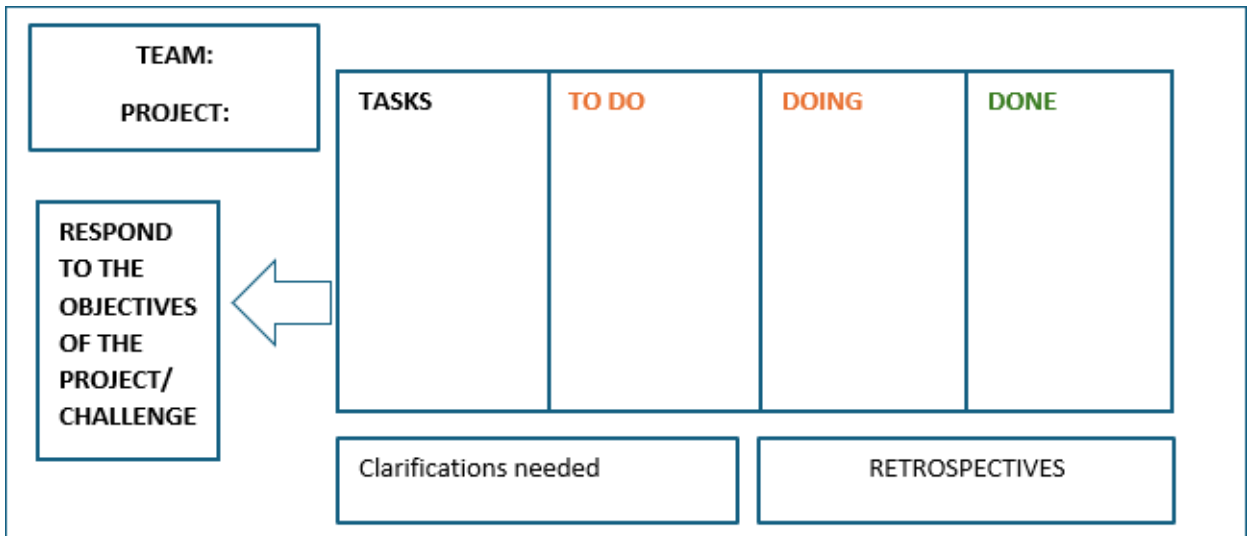 TEAM:
PROJECT:
TASKS
TO DO
DOING
DONE
RESPOND
TO THE
OBJECTIVES
OF THE
PROJECT/
CHALLENGE
Clarifications needed
RETROSPECTIVES